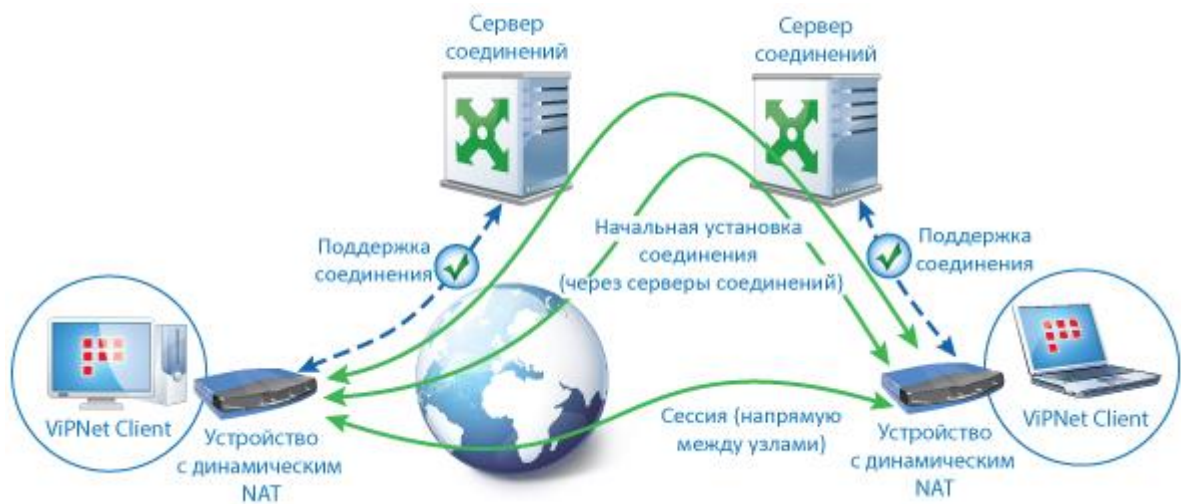 Сервер
соединений
Сервер
соединений
Поддержка
соединения
Начальная установка
соединения
(через серверы соединений)
Поддержка
соединения
ViPNet Client
Устройство
с динамическим
NAT
Сессия (напрямую
между узлами)
Устройство
с динамическим
NAT
ViPNet Client